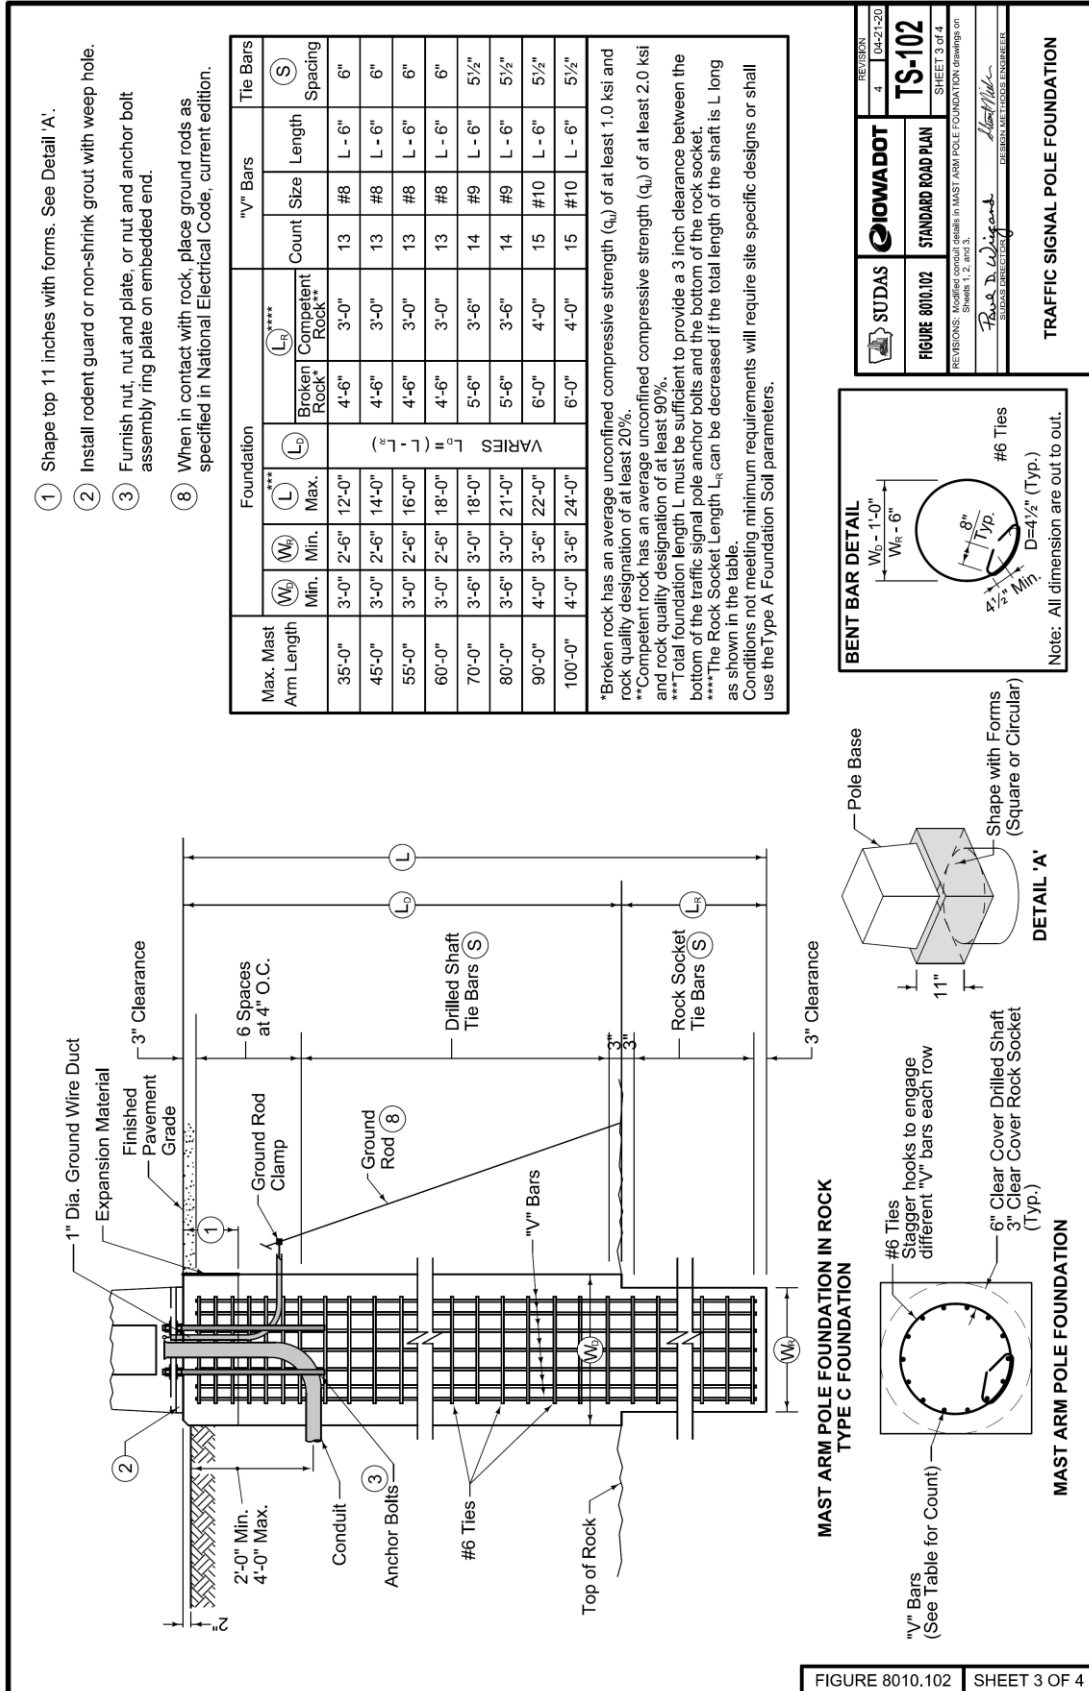 ① Shape top 11 inches with forms. See Detail 'A'.
② Install rodent guard or non-shrink grout with weep hole.
③ Furnish nut, nut and plate, or nut and anchor bolt
assembly ring plate on embedded end.
⑧ When in contact with rock, place ground rods as
specified in National Electrical Code, current edition.
Max. Mast Arm Length | Foundation | "V" Bars | Tie Bars
W_D Min. | W_R Min. | L*** Max. | L_D | L_R**** Broken Rock* | Competent Rock** | Count | Size | Length | S Spacing
35'-0" | 3'-0" | 2'-6" | 12'-0" | VARIES L_D = ( L - L_R ) | 4'-6" | 3'-0" | 13 | #8 | L - 6" | 6"
45'-0" | 3'-0" | 2'-6" | 14'-0" | 4'-6" | 3'-0" | 13 | #8 | L - 6" | 6"
55'-0" | 3'-0" | 2'-6" | 16'-0" | 4'-6" | 3'-0" | 13 | #8 | L - 6" | 6"
60'-0" | 3'-0" | 2'-6" | 18'-0" | 4'-6" | 3'-0" | 13 | #8 | L - 6" | 6"
70'-0" | 3'-6" | 3'-0" | 18'-0" | 5'-6" | 3'-6" | 14 | #9 | L - 6" | 5½"
80'-0" | 3'-6" | 3'-0" | 21'-0" | 5'-6" | 3'-6" | 14 | #9 | L - 6" | 5½"
90'-0" | 4'-0" | 3'-6" | 22'-0" | 6'-0" | 4'-0" | 15 | #10 | L - 6" | 5½"
100'-0" | 4'-0" | 3'-6" | 24'-0" | 6'-0" | 4'-0" | 15 | #10 | L - 6" | 5½"
*Broken rock has an average unconfined compressive strength (qᵤ) of at least 1.0 ksi and
rock quality designation of at least 20%.
**Competent rock has an average unconfined compressive strength (qᵤ) of at least 2.0 ksi
and rock quality designation of at least 90%.
***Total foundation length L must be sufficient to provide a 3 inch clearance between the
bottom of the traffic signal pole anchor bolts and the bottom of the rock socket.
****The Rock Socket Length L_R can be decreased if the total length of the shaft is L long
as shown in the table.
Conditions not meeting minimum requirements will require site specific designs or shall
use theType A Foundation Soil parameters.
1" Dia. Ground Wire Duct
Expansion Material
Finished
Pavement
Grade
3" Clearance
6 Spaces
at 4" O.C.
Ground Rod
Clamp
Ground
Rod ⑧
Drilled Shaft
Tie Bars Ⓢ
3"
3"
Rock Socket
Tie Bars Ⓢ
3" Clearance
L
L_D
L_R
①
②
2"
2'-0" Min.
4'-0" Max.
Conduit
③
Anchor Bolts
#6 Ties
"V" Bars
Top of Rock
W_D
W_R
MAST ARM POLE FOUNDATION IN ROCK
TYPE C FOUNDATION
"V" Bars
(See Table for Count)
#6 Ties
Stagger hooks to engage
different "V" bars each row
6" Clear Cover Drilled Shaft
3" Clear Cover Rock Socket
(Typ.)
MAST ARM POLE FOUNDATION
Pole Base
11"
Shape with Forms
(Square or Circular)
DETAIL 'A'
BENT BAR DETAIL
W_D - 1'-0"
W_R - 6"
8"
Typ.
#6 Ties
4½" Min.
D=4½" (Typ.)
Note: All dimension are out to out.
SUDAS
IOWADOT
REVISION
4 | 04-21-20
FIGURE 8010.102
STANDARD ROAD PLAN
TS-102
SHEET 3 of 4
REVISIONS: Modified conduit details in MAST ARM POLE FOUNDATION drawings on
Sheets 1, 2, and 3.
Paul D. Wiegand
SUDAS DIRECTOR
DESIGN METHODS ENGINEER
TRAFFIC SIGNAL POLE FOUNDATION
FIGURE 8010.102 | SHEET 3 OF 4